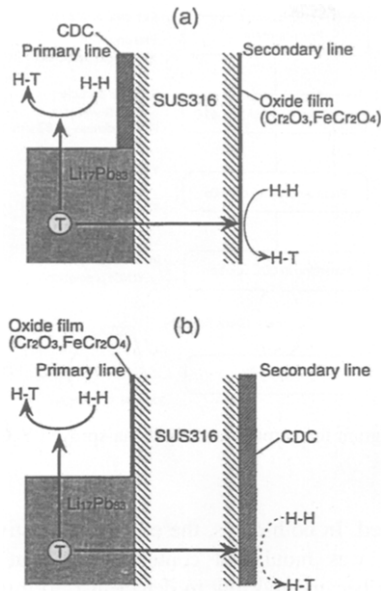 (a)
CDC
Primary line
Secondary line
H-T
H-H
SUS316
Oxide film
(Cr₂O₃,FeCr₂O₄)
Li₁₇Pb₈₃
T
H-H
H-T
(b)
Oxide film
(Cr₂O₃,FeCr₂O₄)
Primary line
Secondary line
H-T
H-H
SUS316
CDC
Li₁₇Pb₈₃
H-H
T
H-T